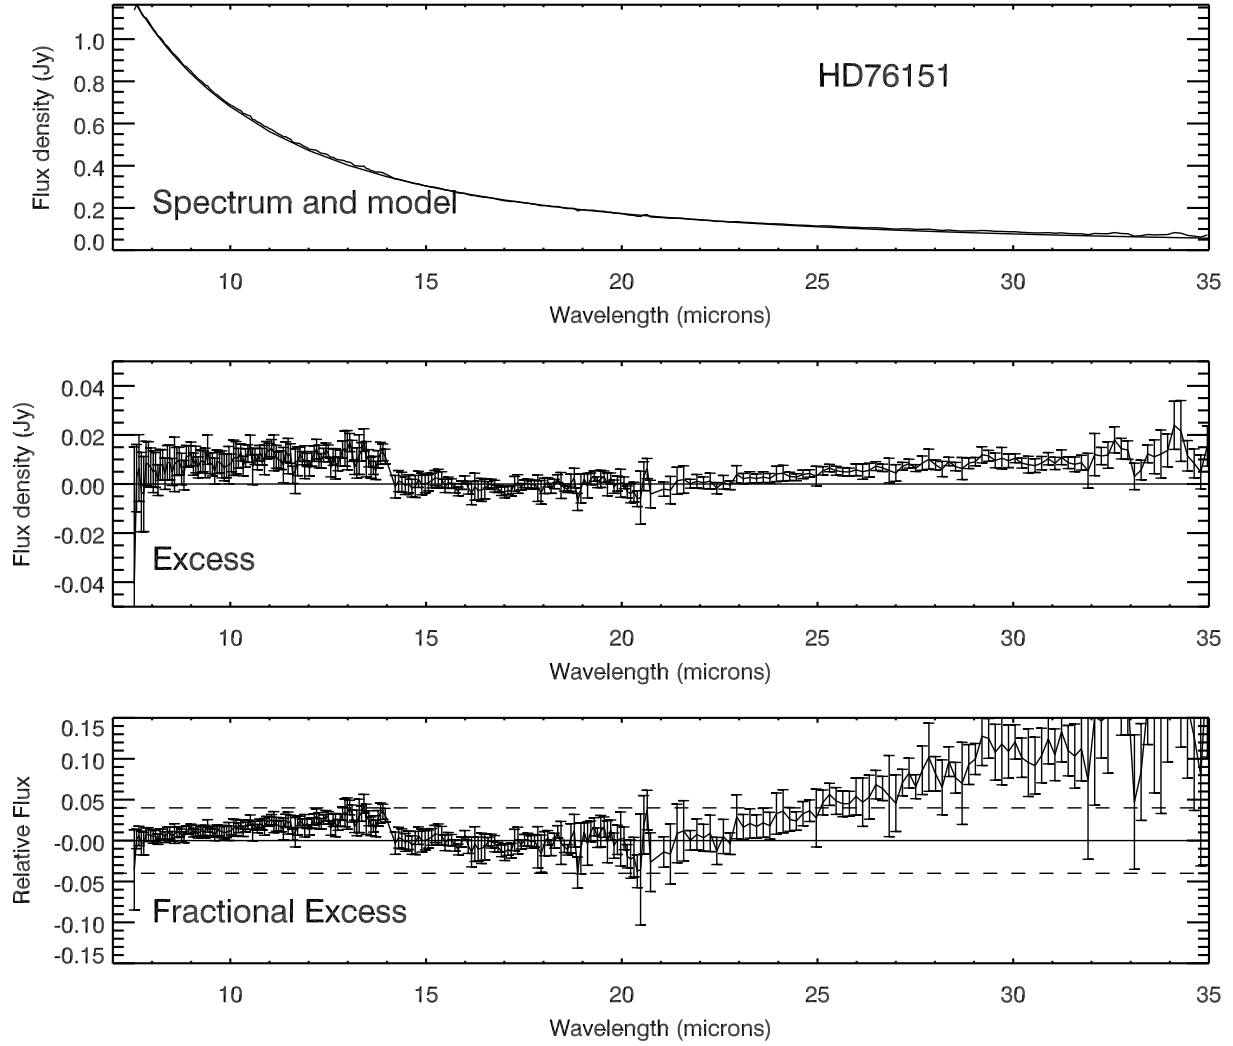 HD76151
1.0
0.8
0.6
0.4
0.2
0.0
Flux density (Jy)
Spectrum and model
10 15 20 25 30 35
Wavelength (microns)
0.04
0.02
0.00
-0.02
-0.04
Flux density (Jy)
Excess
10 15 20 25 30 35
Wavelength (microns)
0.15
0.10
0.05
-0.00
-0.05
-0.10
-0.15
Relative Flux
Fractional Excess
10 15 20 25 30 35
Wavelength (microns)